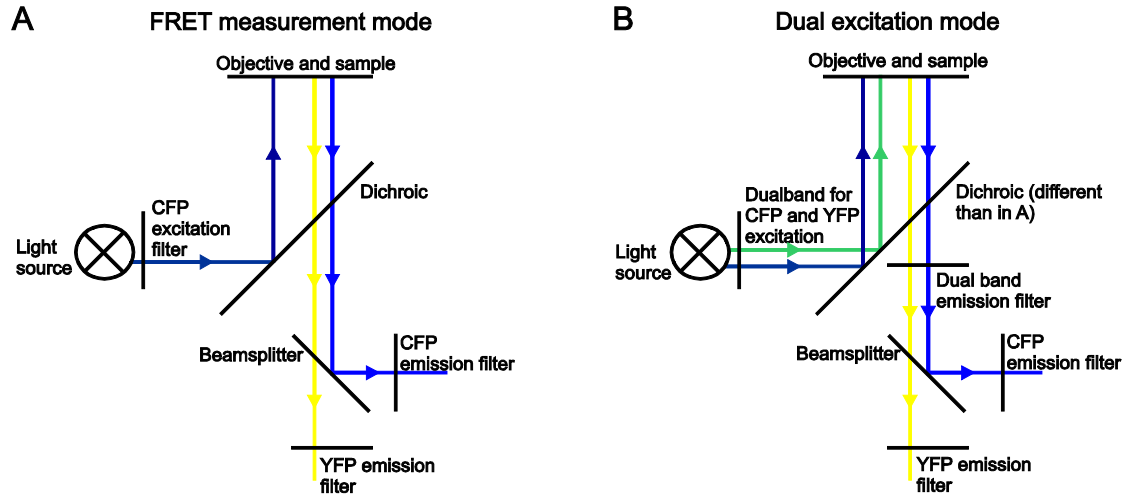 A
FRET measurement mode
Objective and sample
Dichroic
CFP
excitation
filter
Light
source
Beamsplitter
CFP
emission filter
YFP emission
filter
B
Dual excitation mode
Objective and sample
Dualband for
CFP and YFP
excitation
Dichroic (different
than in A)
Light
source
Dual band
emission filter
Beamsplitter
CFP
emission filter
YFP emission
filter